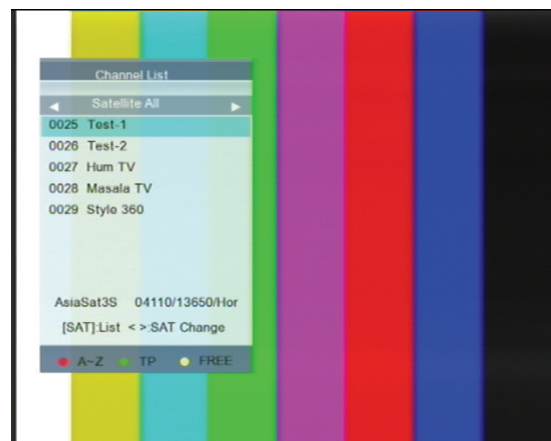 Channel List
Satellite All
0025 Test-1
0026 Test-2
0027 Hum TV
0028 Masala TV
0029 Style 360
AsiaSat3S 04110/13650/Hor
[SAT]:List < >:SAT Change
A~Z TP FREE